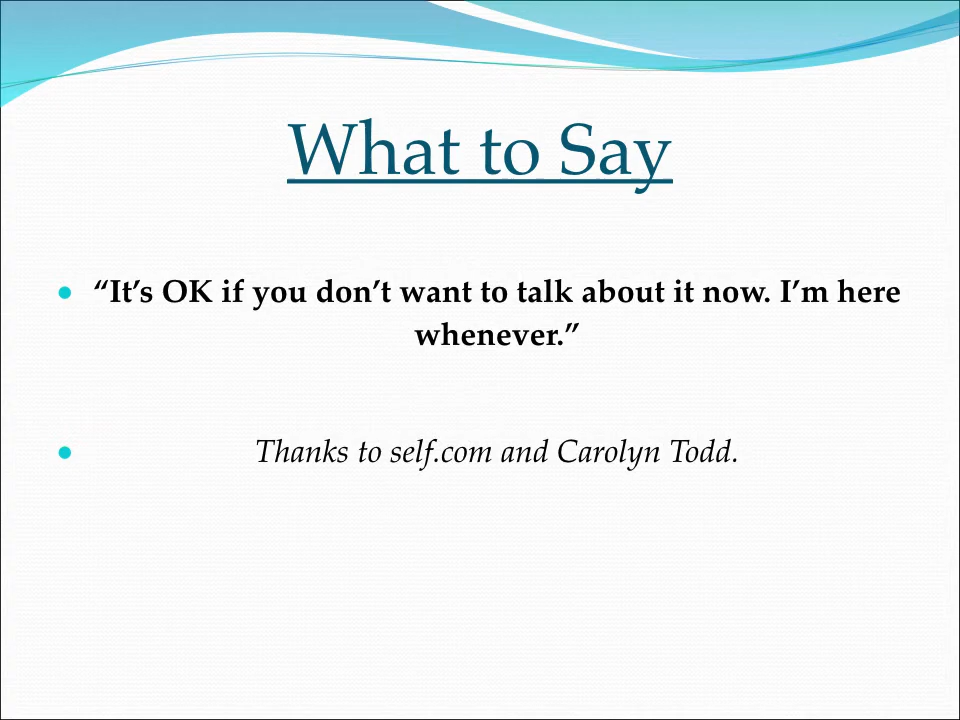 What to Say
• “It’s OK if you don’t want to talk about it now. I’m here
whenever.”
• Thanks to self.com and Carolyn Todd.